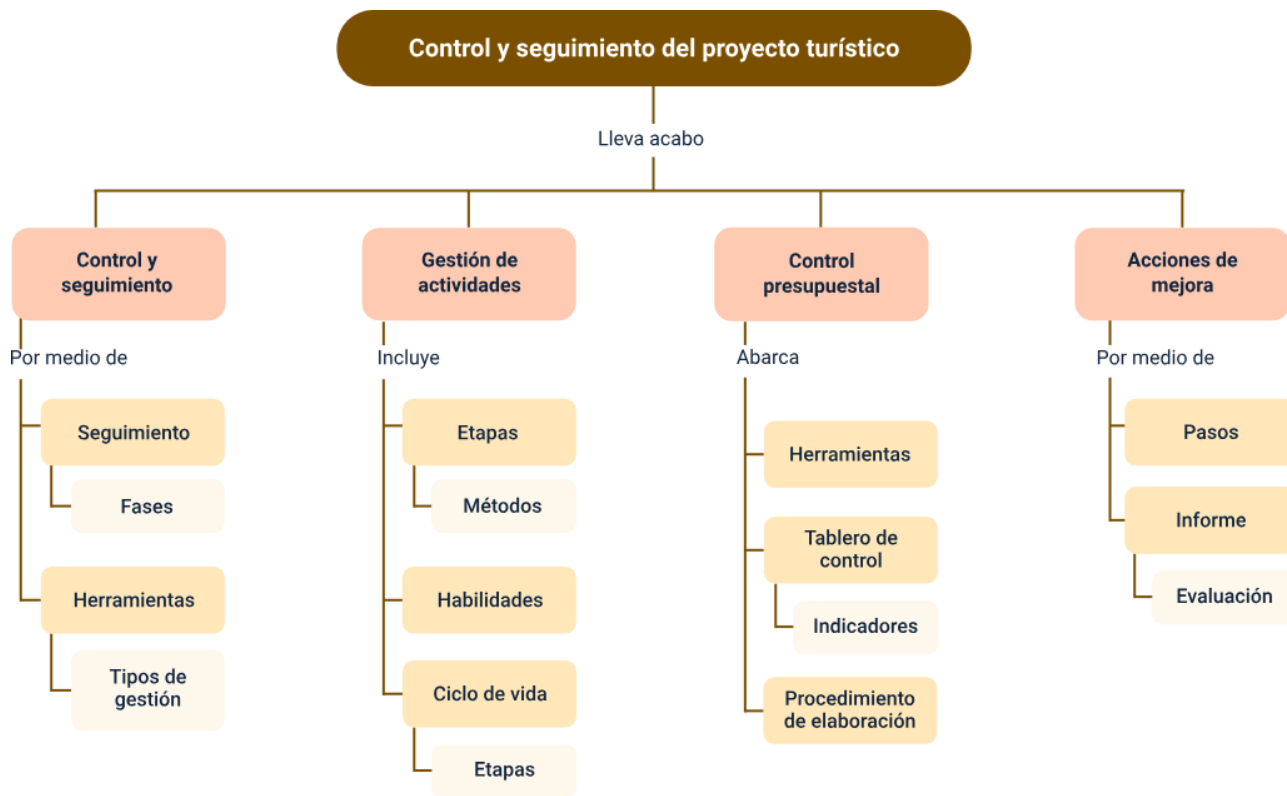 Control y seguimiento del proyecto turístico
Lleva acabo
Control y
seguimiento
Por medio de
Seguimiento
Fases
Herramientas
Tipos de
gestión
Gestión de
actividades
Incluye
Etapas
Métodos
Habilidades
Ciclo de vida
Etapas
Control
presupuestal
Abarca
Herramientas
Tablero de
control
Indicadores
Procedimiento
de elaboración
Acciones de
mejora
Por medio de
Pasos
Informe
Evaluación